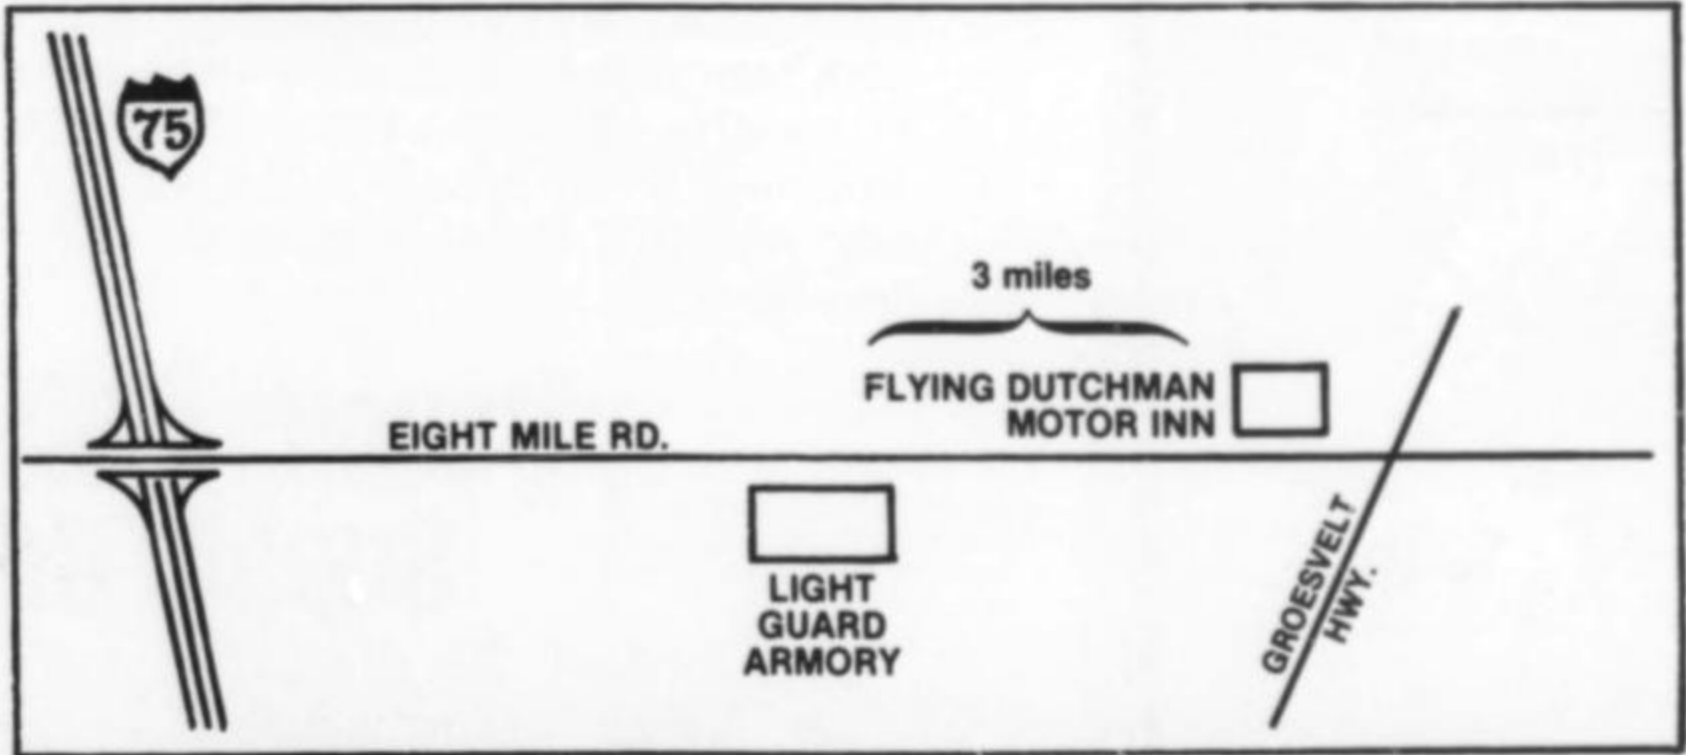 75
3 miles
FLYING DUTCHMAN
MOTOR INN
EIGHT MILE RD.
LIGHT
GUARD
ARMORY
GROESVELT
HWY.